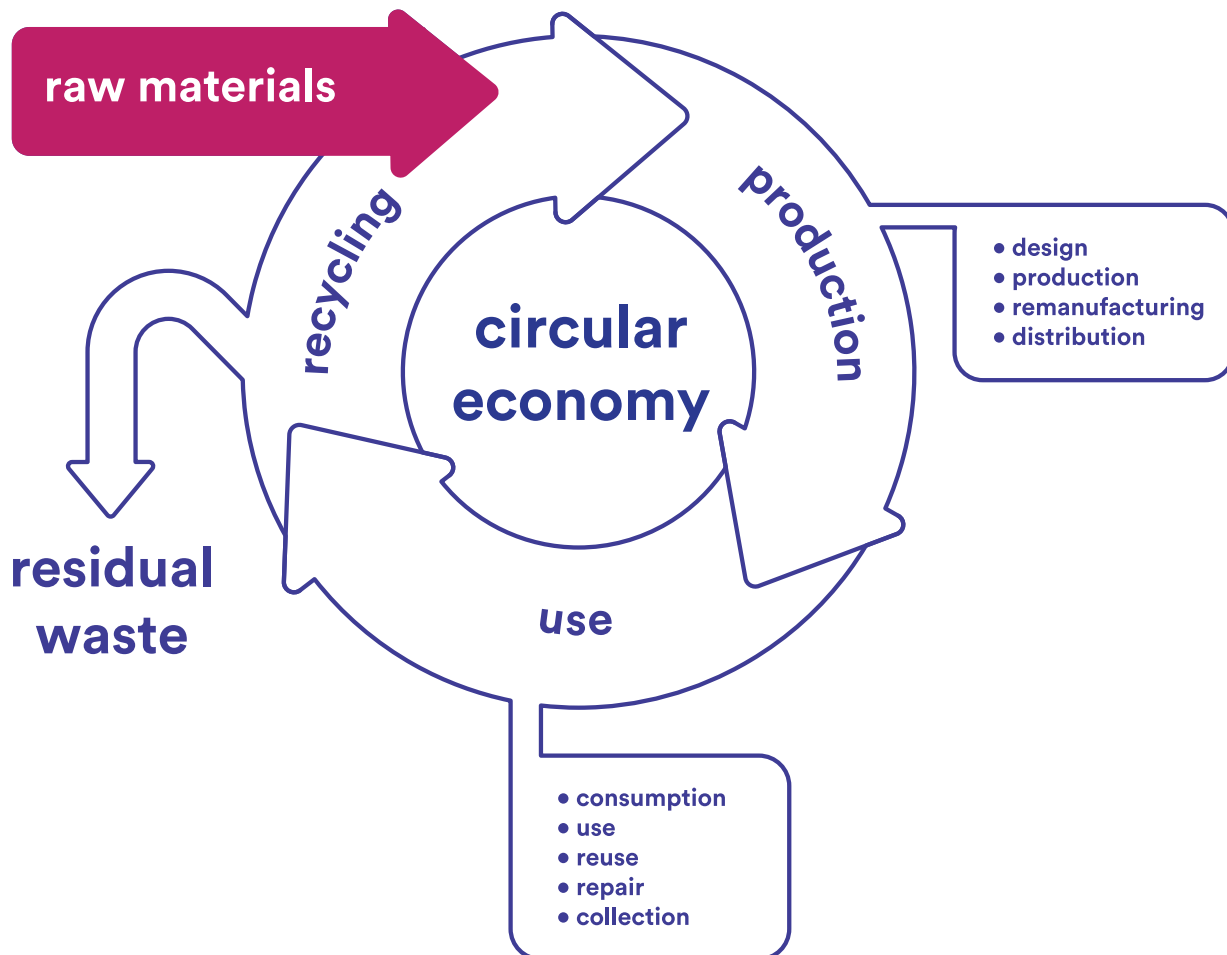 raw materials
recycling
production
• design
• production
• remanufacturing
• distribution
circular
economy
residual
waste
use
• consumption
• use
• reuse
• repair
• collection